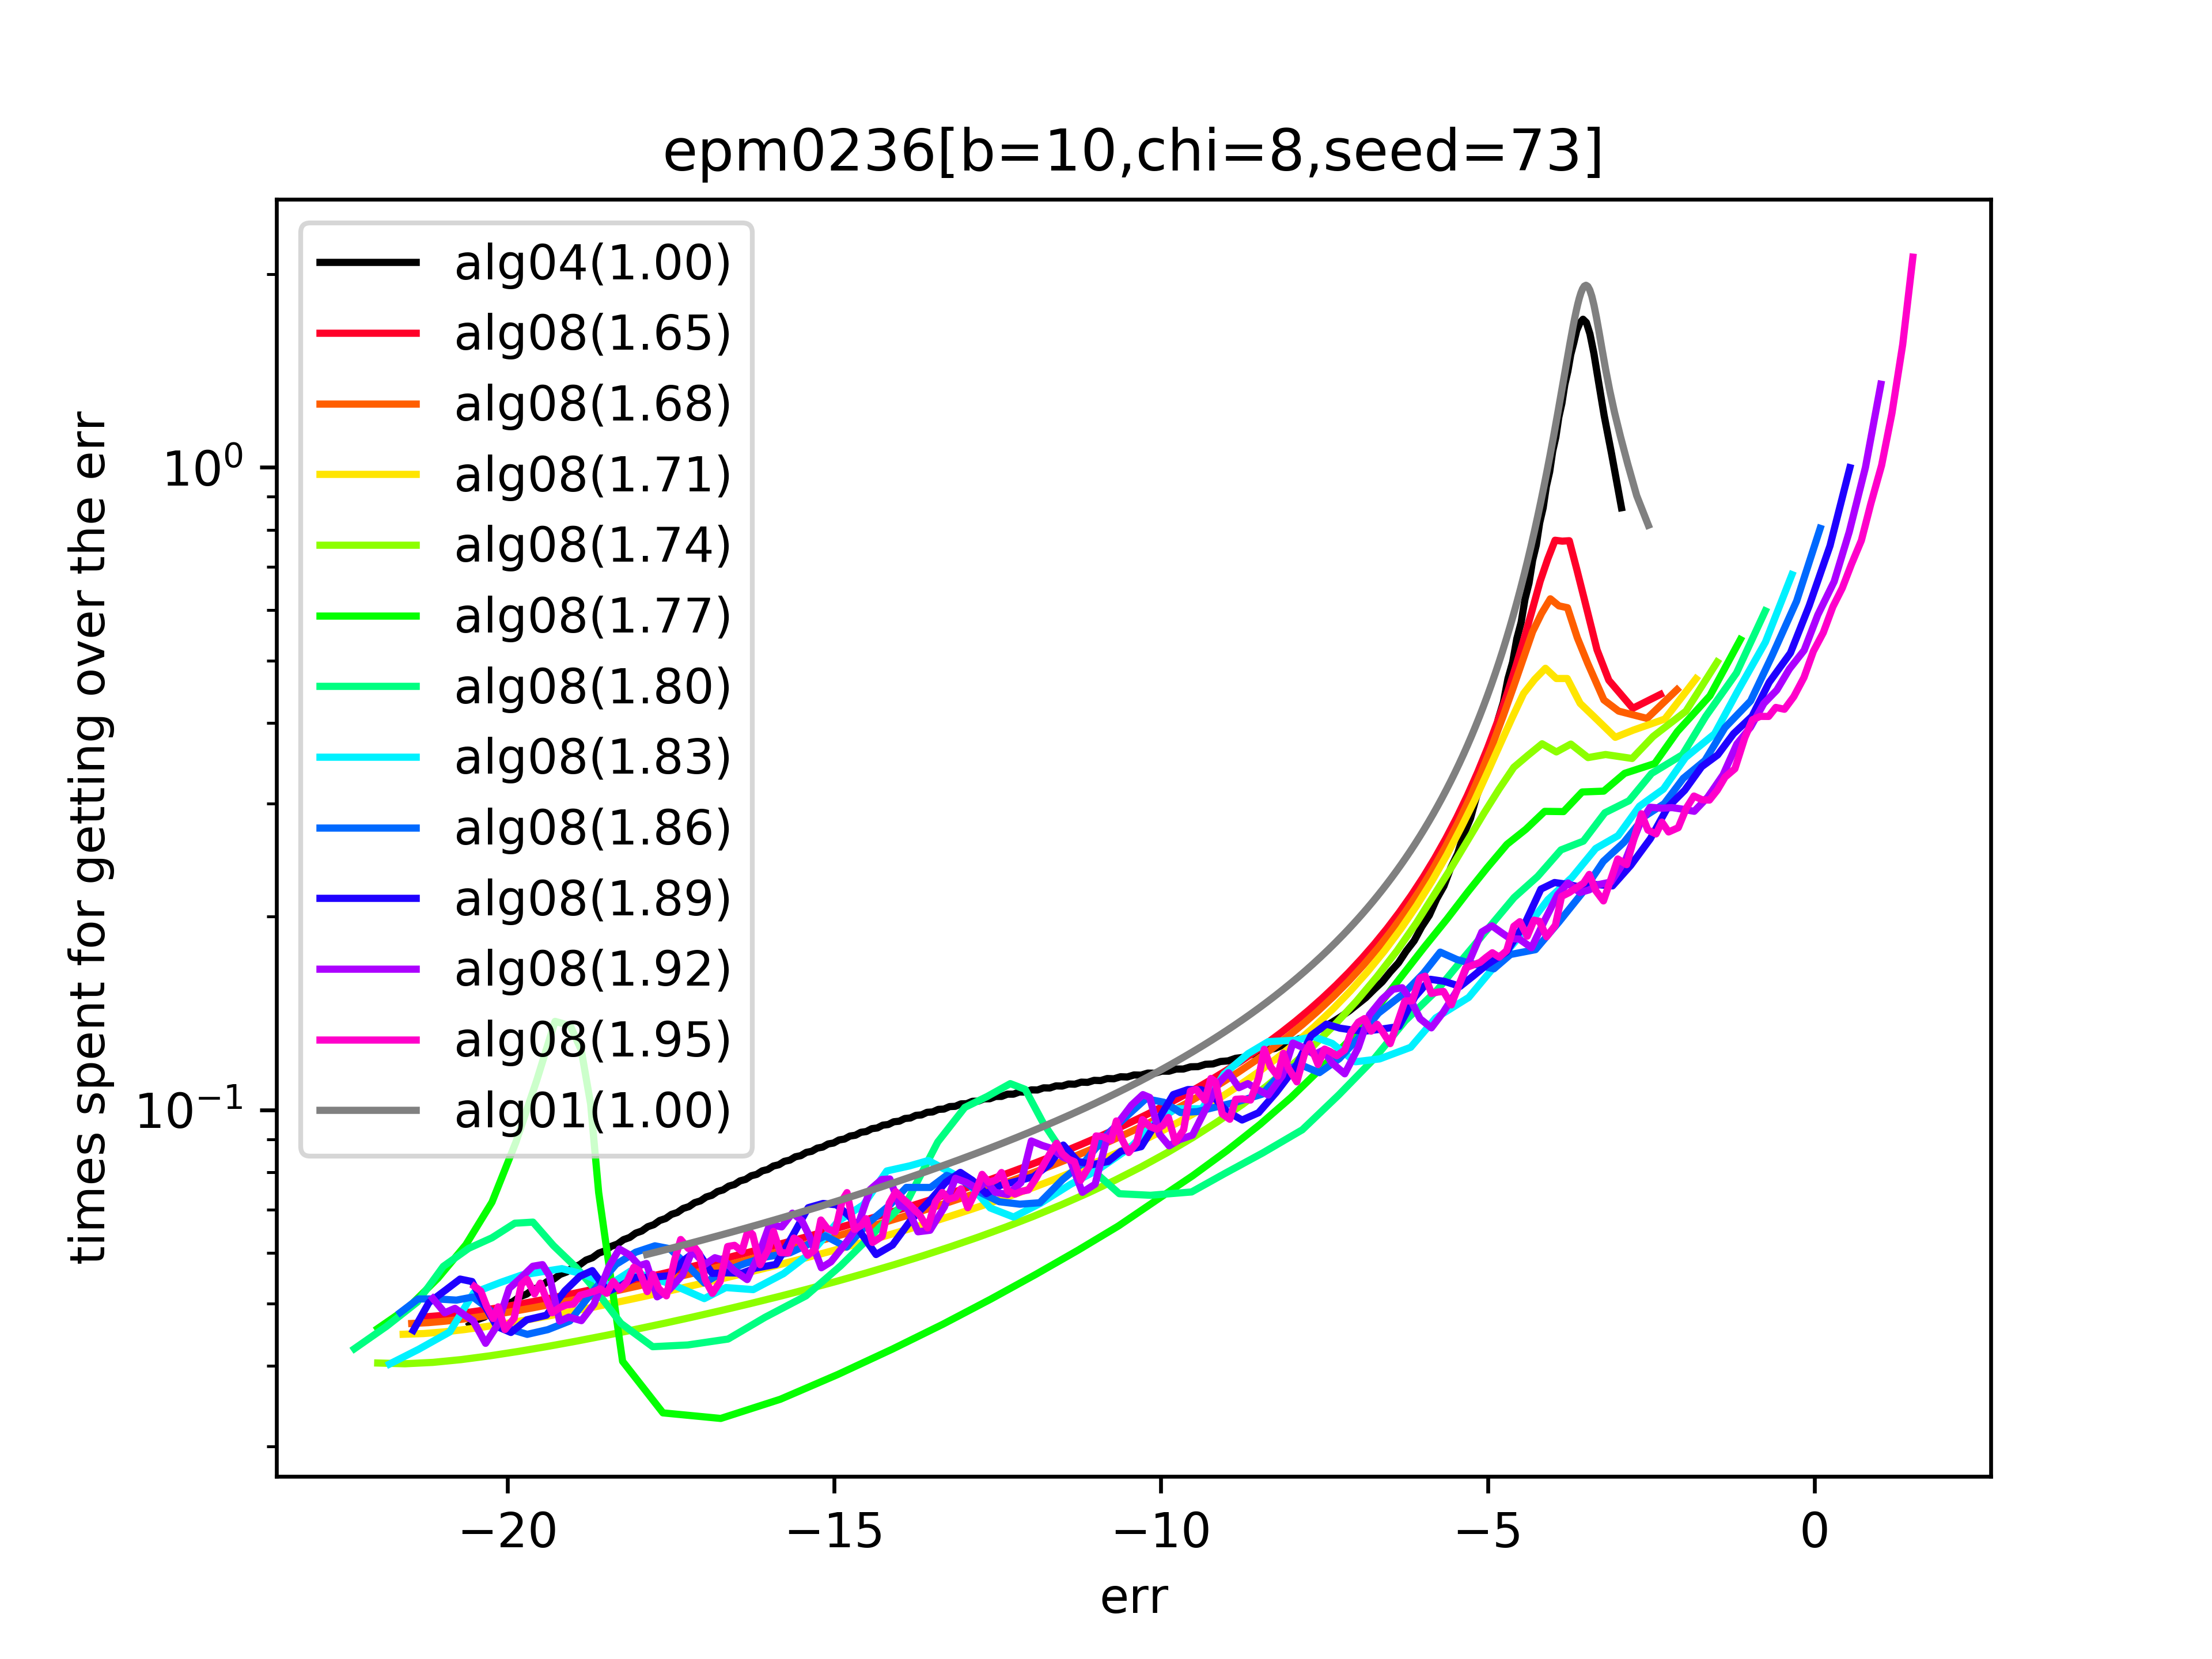 epm0236[b=10,chi=8,seed=73]
times spent for getting over the err
10⁰
10⁻¹
alg04(1.00)
alg08(1.65)
alg08(1.68)
alg08(1.71)
alg08(1.74)
alg08(1.77)
alg08(1.80)
alg08(1.83)
alg08(1.86)
alg08(1.89)
alg08(1.92)
alg08(1.95)
alg01(1.00)
−20 −15 −10 −5 0
err